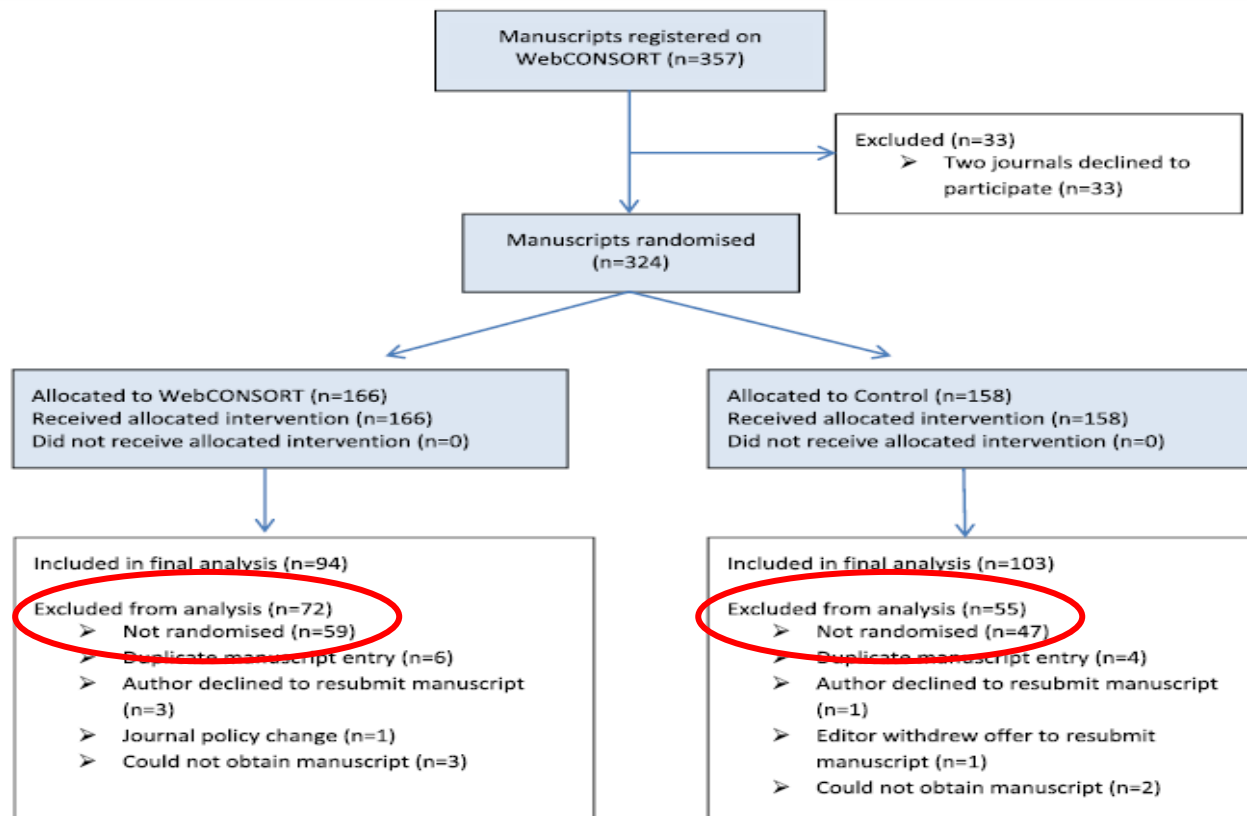 Manuscripts registered on
WebCONSORT (n=357)
Excluded (n=33)
➢ Two journals declined to
participate (n=33)
Manuscripts randomised
(n=324)
Allocated to WebCONSORT (n=166)
Received allocated intervention (n=166)
Did not receive allocated intervention (n=0)
Allocated to Control (n=158)
Received allocated intervention (n=158)
Did not receive allocated intervention (n=0)
Included in final analysis (n=94)
Excluded from analysis (n=72)
➢ Not randomised (n=59)
➢ Duplicate manuscript entry (n=6)
➢ Author declined to resubmit manuscript
(n=3)
➢ Journal policy change (n=1)
➢ Could not obtain manuscript (n=3)
Included in final analysis (n=103)
Excluded from analysis (n=55)
➢ Not randomised (n=47)
➢ Duplicate manuscript entry (n=4)
➢ Author declined to resubmit manuscript
(n=1)
➢ Editor withdrew offer to resubmit
manuscript (n=1)
➢ Could not obtain manuscript (n=2)